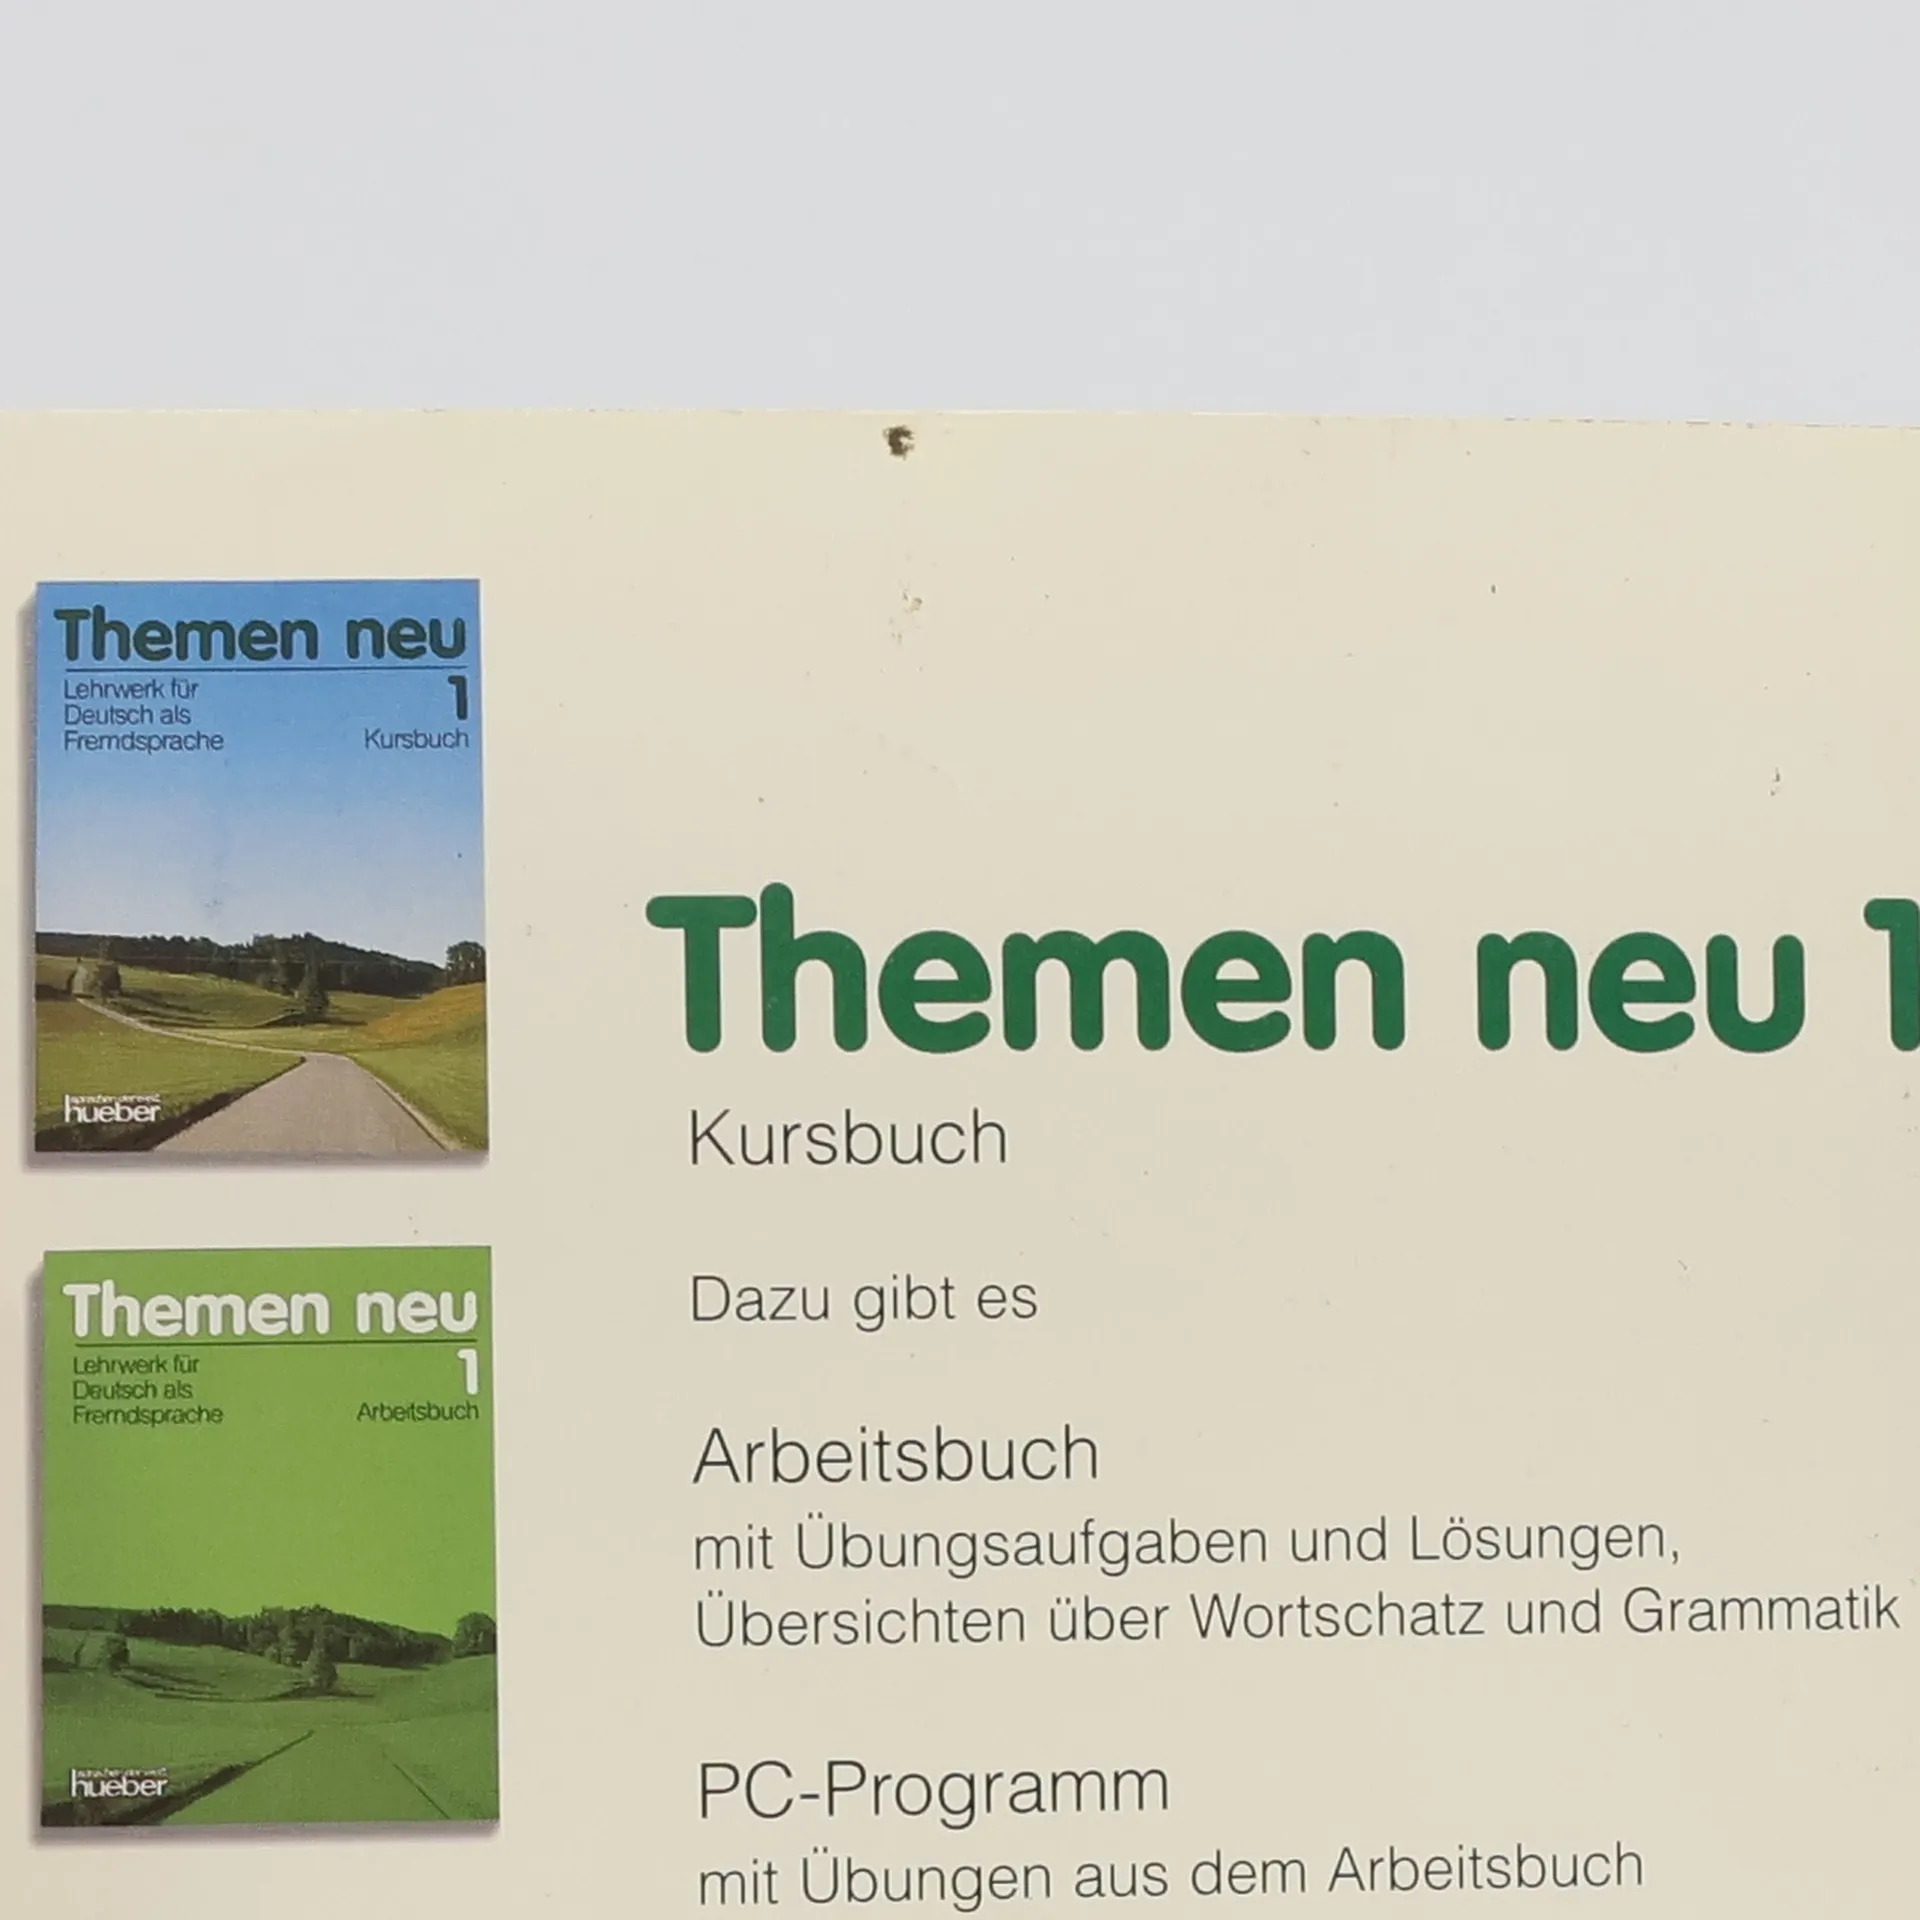 Themen neu
Lehrwerk für
Deutsch als
Fremdsprache
1
Kursbuch
hueber
Themen neu
Lehrwerk für
Deutsch als
Fremdsprache
1
Arbeitsbuch
hueber
Themen neu 1
Kursbuch
Dazu gibt es
Arbeitsbuch
mit Übungsaufgaben und Lösungen,
Übersichten über Wortschatz und Grammatik
PC-Programm
mit Übungen aus dem Arbeitsbuch